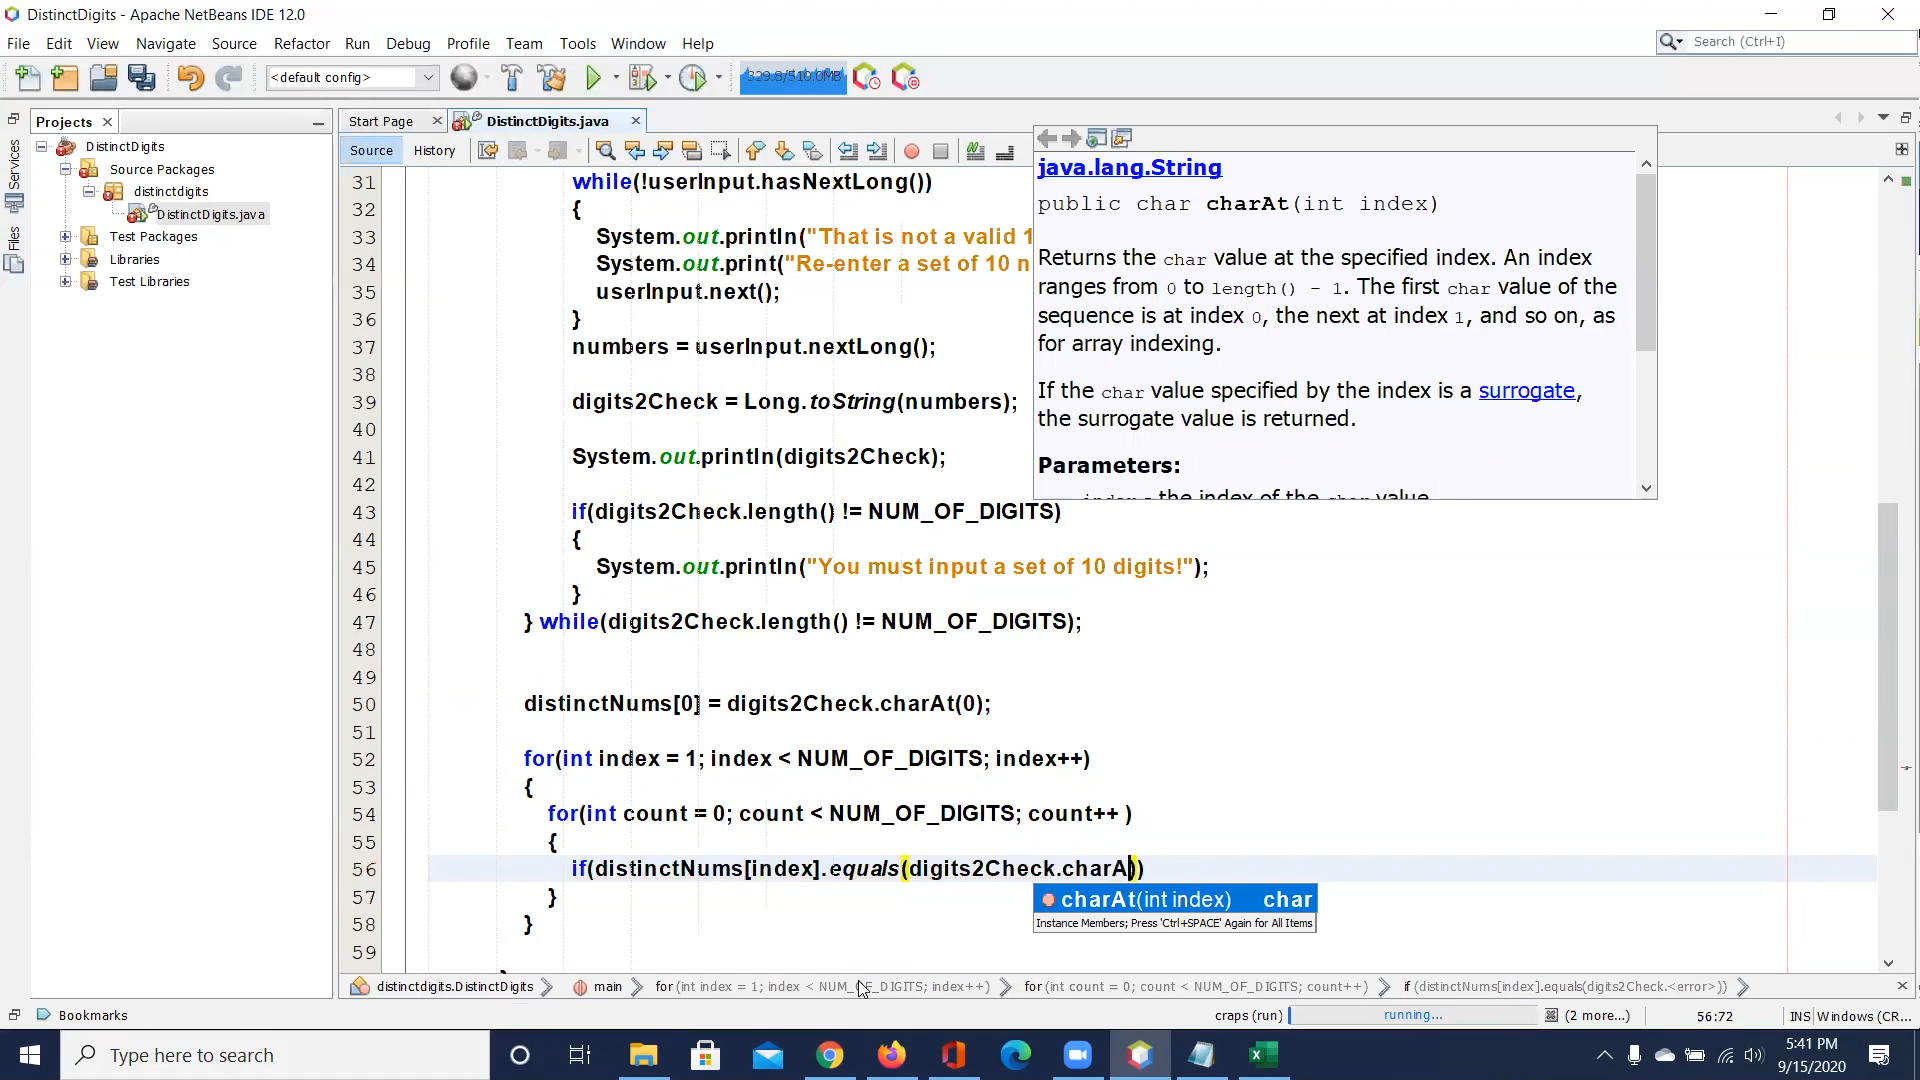 DistinctDigits - Apache NetBeans IDE 12.0
File Edit View Navigate Source Refactor Run Debug Profile Team Tools Window Help
Search (Ctrl+I)
<default config>
329.8/510.0MB
Projects
Services
Files
DistinctDigits
Source Packages
distinctdigits
DistinctDigits.java
Test Packages
Libraries
Test Libraries
Start Page
DistinctDigits.java
Source History
31 while(!userInput.hasNextLong())
32 {
33 System.out.println("That is not a valid 1
34 System.out.print("Re-enter a set of 10 n
35 userInput.next();
36 }
37 numbers = userInput.nextLong();
38
39 digits2Check = Long.toString(numbers);
40
41 System.out.println(digits2Check);
42
43 if(digits2Check.length() != NUM_OF_DIGITS)
44 {
45 System.out.println("You must input a set of 10 digits!");
46 }
47 } while(digits2Check.length() != NUM_OF_DIGITS);
48
49
50 distinctNums[0] = digits2Check.charAt(0);
51
52 for(int index = 1; index < NUM_OF_DIGITS; index++)
53 {
54 for(int count = 0; count < NUM_OF_DIGITS; count++ )
55 {
56 if(distinctNums[index].equals(digits2Check.charA))
57 }
58 }
59
java.lang.String
public char charAt(int index)
Returns the char value at the specified index. An index
ranges from 0 to length() - 1. The first char value of the
sequence is at index 0, the next at index 1, and so on, as
for array indexing.
If the char value specified by the index is a surrogate,
the surrogate value is returned.
Parameters:
index - the index of the char value
charAt(int index) char
Instance Members; Press 'Ctrl+SPACE' Again for All Items
distinctdigits.DistinctDigits main for (int index = 1; index < NUM_OF_DIGITS; index++) for (int count = 0; count < NUM_OF_DIGITS; count++) if (distinctNums[index].equals(digits2Check.<error>))
Bookmarks
craps (run) running... (2 more...) 56:72 INS Windows (CR...
Type here to search
5:41 PM
9/15/2020